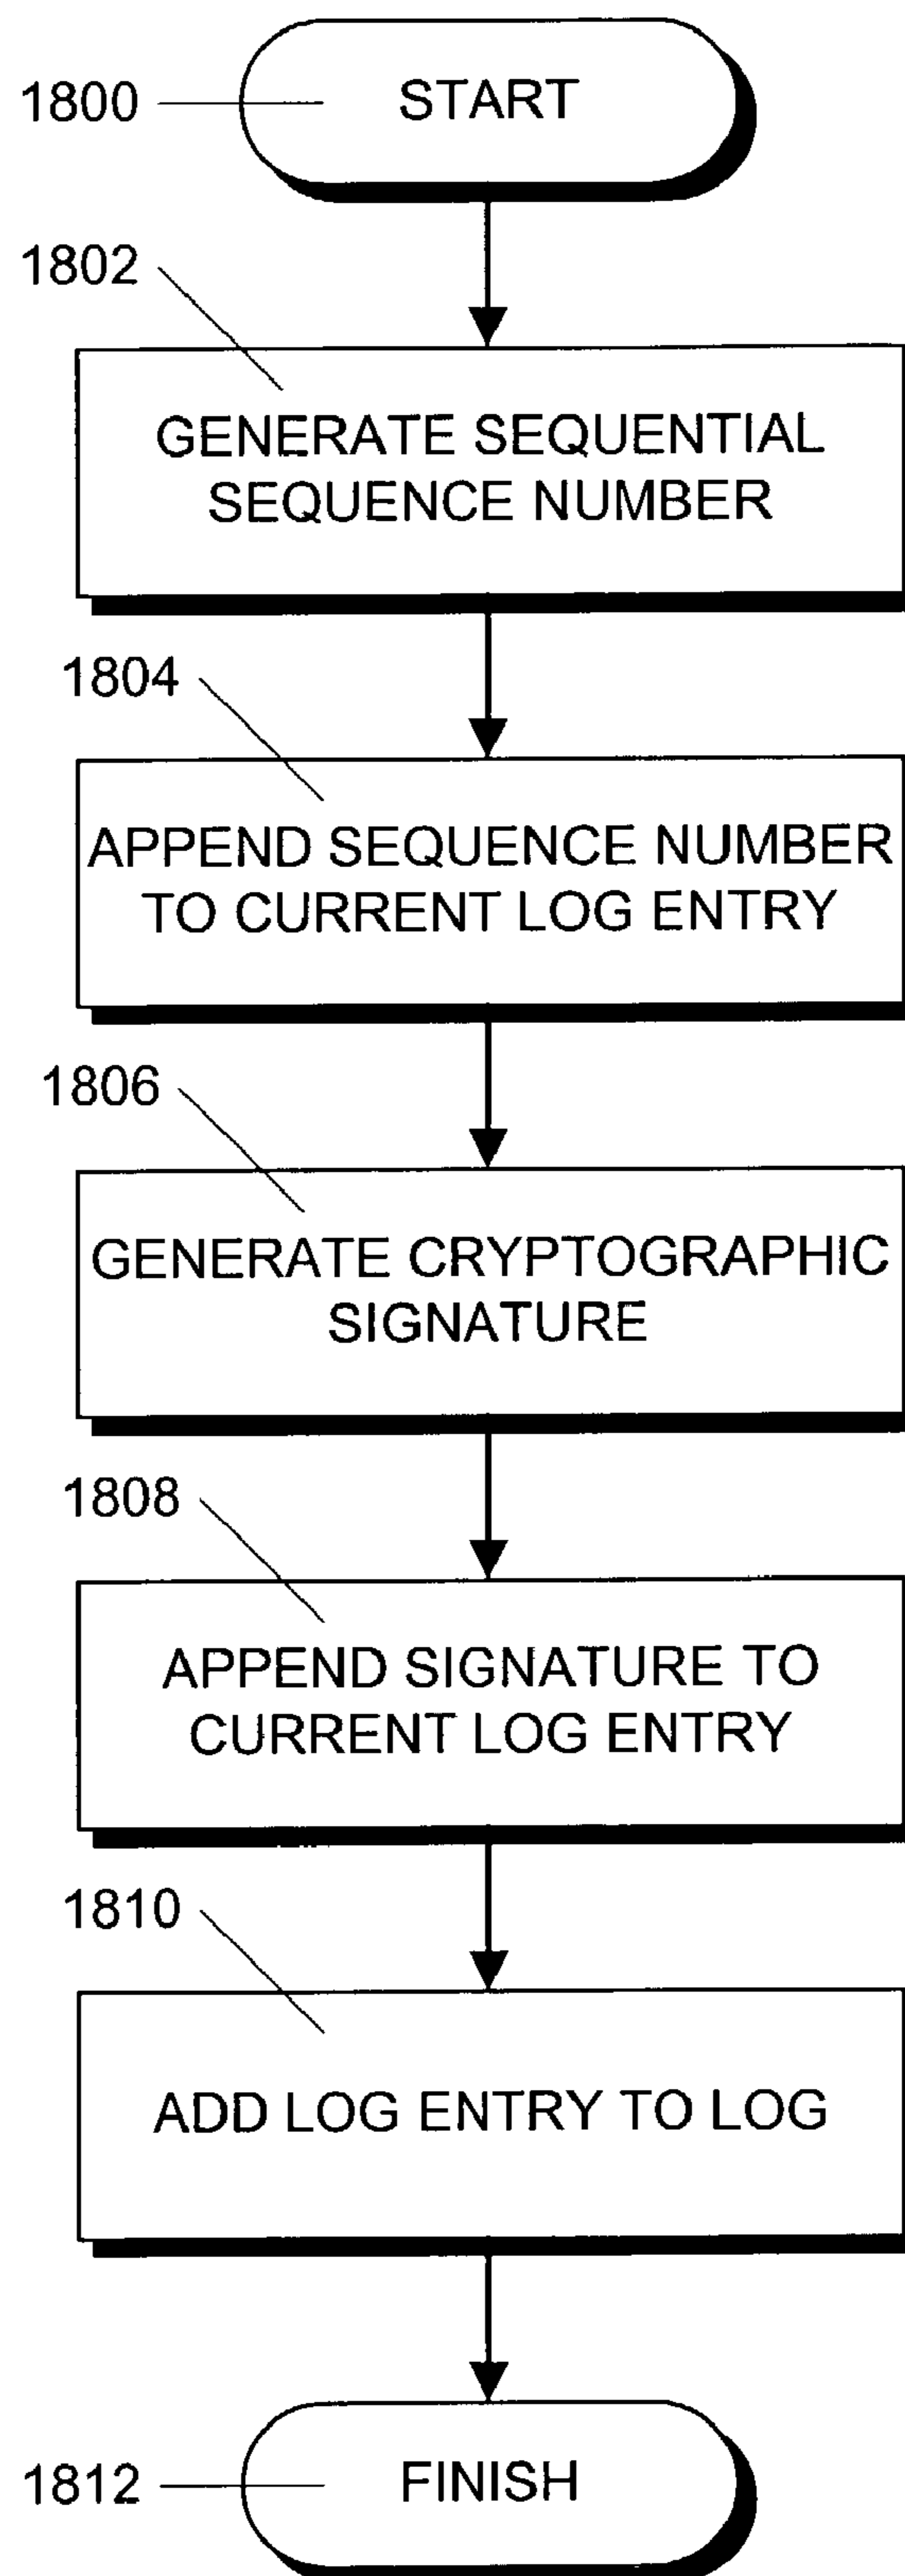 1800
START
1802
GENERATE SEQUENTIAL
SEQUENCE NUMBER
1804
APPEND SEQUENCE NUMBER
TO CURRENT LOG ENTRY
1806
GENERATE CRYPTOGRAPHIC
SIGNATURE
1808
APPEND SIGNATURE TO
CURRENT LOG ENTRY
1810
ADD LOG ENTRY TO LOG
1812
FINISH